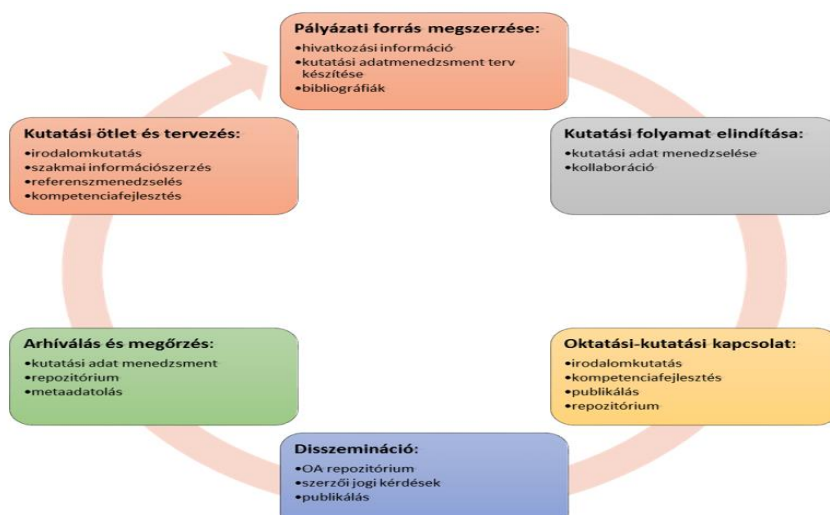 Pályázati forrás megszerzése:
•hivatkozási információ
•kutatási adatmenedzsment terv
készítése
•bibliográfiák
Kutatási folyamat elindítása:
•kutatási adat menedzselése
•kollaboráció
Oktatási-kutatási kapcsolat:
•irodalomkutatás
•kompetenciafejlesztés
•publikálás
•repozitórium
Disszemináció:
•OA repozitórium
•szerzői jogi kérdések
•publikálás
Arhíválás és megőrzés:
•kutatási adat menedzsment
•repozitórium
•metaadatolás
Kutatási ötlet és tervezés:
•irodalomkutatás
•szakmai információszerzés
•referenszmenedzselés
•kompetenciafejlesztés